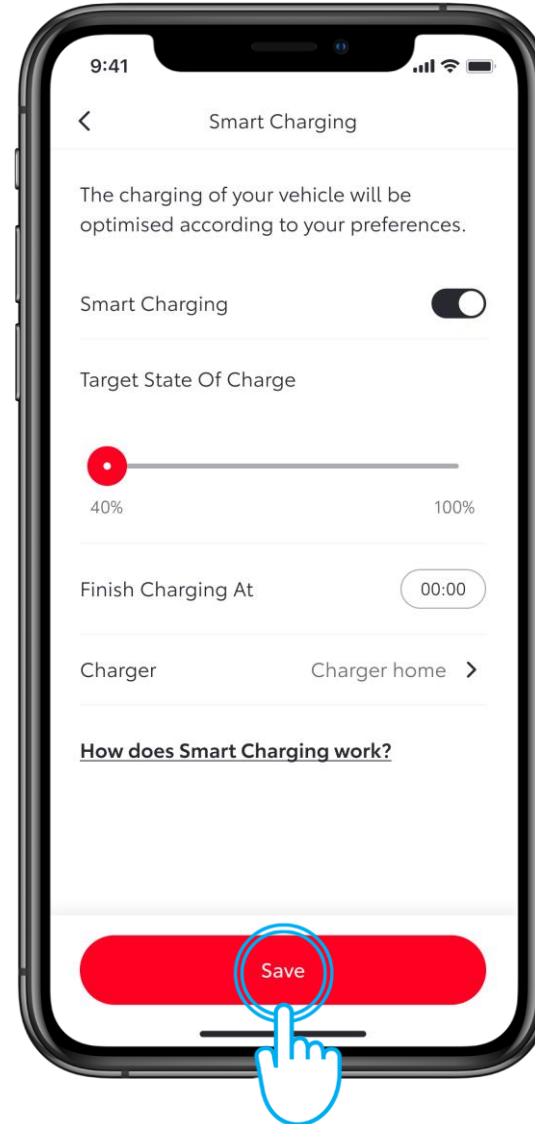 9:41
Smart Charging
The charging of your vehicle will be
optimised according to your preferences.
Smart Charging
Target State Of Charge
40% 100%
Finish Charging At 00:00
Charger Charger home
How does Smart Charging work?
Save